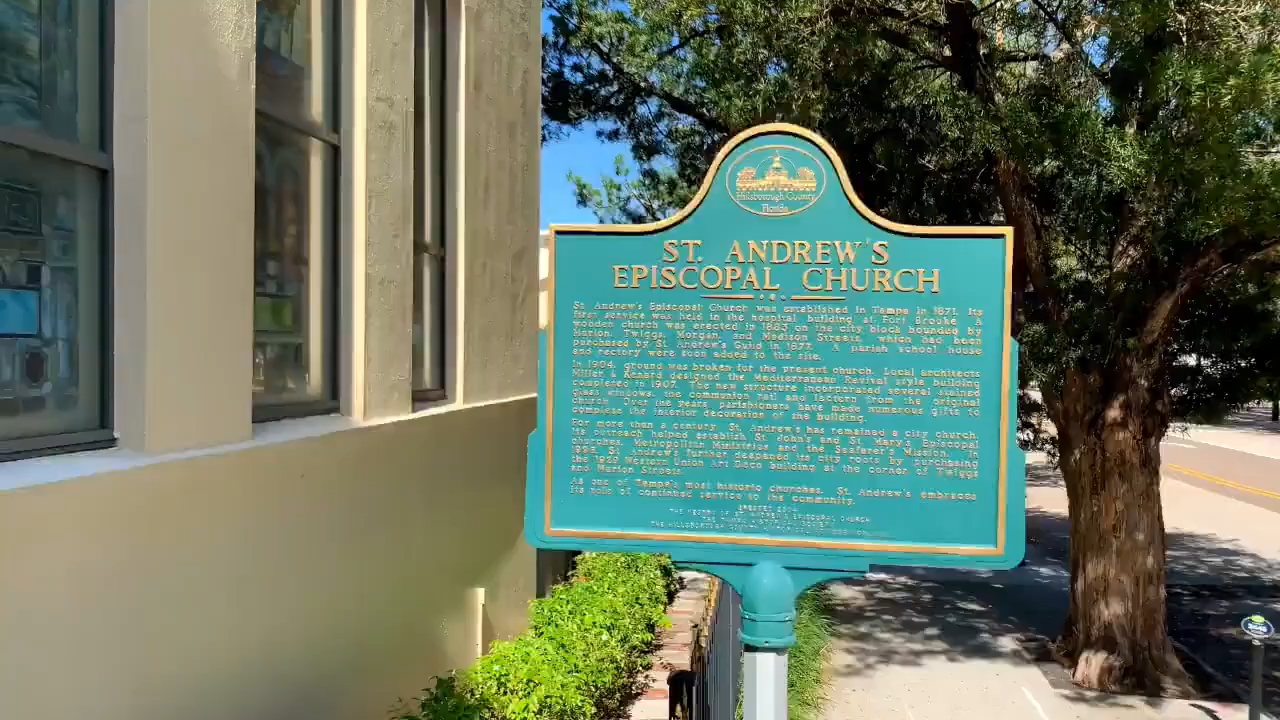 Hillsborough County
Florida
ST. ANDREW'S
EPISCOPAL CHURCH
St. Andrew's Episcopal Church was established in Tampa in 1871. Its
first service was held in the hospital building at Fort Brooke. A
wooden church was erected in 1883 on the city block bounded by
Marion, Twiggs, Morgan, and Madison Streets, which had been
purchased by St. Andrew's Guild in 1877. A parish school house
and rectory were soon added to the site.
In 1904, ground was broken for the present church. Local architects
Miller & Kenard designed the Mediterranean Revival style building
completed in 1907. The new structure incorporated several stained
glass windows, the communion rail and lectern from the original
church. Over the years parishioners have made numerous gifts to
complete the interior decoration of the building.
For more than a century, St. Andrew's has remained a city church.
Its outreach helped establish St. John's and St. Mary's Episcopal
churches, Metropolitan Ministries and the Seafarer's Mission. In
St. Andrew's further deepened its city roots by purchasing
the Western Union Art Deco building at the corner of Twiggs
and Marion Streets.
As one of Tampa's most historic churches, St. Andrew's embraces
its role of continued service to the community.
THE VESTRY OF ST. ANDREW'S EPISCOPAL CHURCH
THE HILLSBOROUGH COUNTY